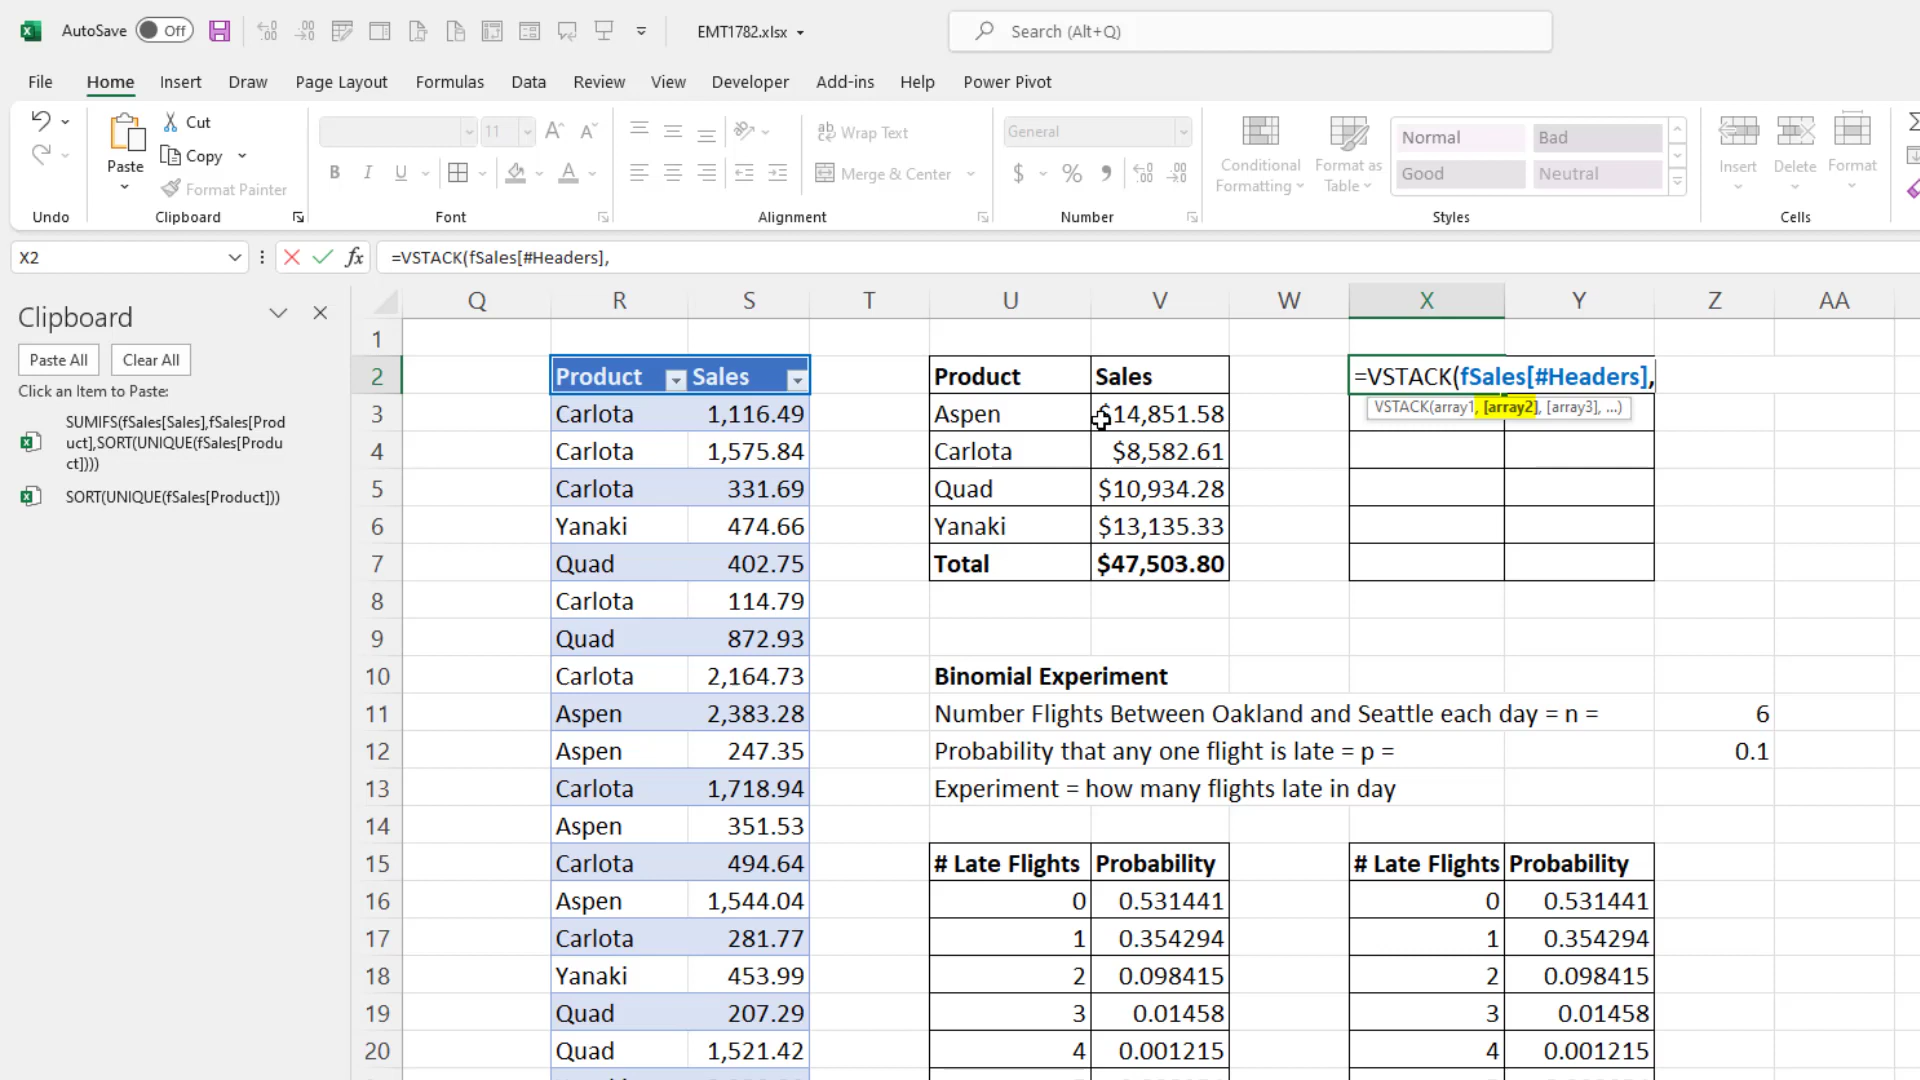 AutoSave Off EMT1782.xlsx Search (Alt+Q)
File Home Insert Draw Page Layout Formulas Data Review View Developer Add-ins Help Power Pivot
Cut
Copy
Format Painter
Paste
11
Wrap Text
Merge & Center
General
Conditional Formatting
Format as Table
Normal Bad
Good Neutral
Insert Delete Format
Undo Clipboard Font Alignment Number Styles Cells
X2 =VSTACK(fSales[#Headers],
Clipboard
Paste All Clear All
Click an Item to Paste:
SUMIFS(fSales[Sales],fSales[Prod
uct],SORT(UNIQUE(fSales[Produ
ct])))
SORT(UNIQUE(fSales[Product]))
Q R S T U V W X Y Z AA
1
2 Product Sales Product Sales =VSTACK(fSales[#Headers],
VSTACK(array1, [array2], [array3], ...)
3 Carlota 1,116.49 Aspen $14,851.58
4 Carlota 1,575.84 Carlota $8,582.61
5 Carlota 331.69 Quad $10,934.28
6 Yanaki 474.66 Yanaki $13,135.33
7 Quad 402.75 Total $47,503.80
8 Carlota 114.79
9 Quad 872.93
10 Carlota 2,164.73 Binomial Experiment
11 Aspen 2,383.28 Number Flights Between Oakland and Seattle each day = n = 6
12 Aspen 247.35 Probability that any one flight is late = p = 0.1
13 Carlota 1,718.94 Experiment = how many flights late in day
14 Aspen 351.53
15 Carlota 494.64 # Late Flights Probability # Late Flights Probability
16 Aspen 1,544.04 0 0.531441 0 0.531441
17 Carlota 281.77 1 0.354294 1 0.354294
18 Yanaki 453.99 2 0.098415 2 0.098415
19 Quad 207.29 3 0.01458 3 0.01458
20 Quad 1,521.42 4 0.001215 4 0.001215